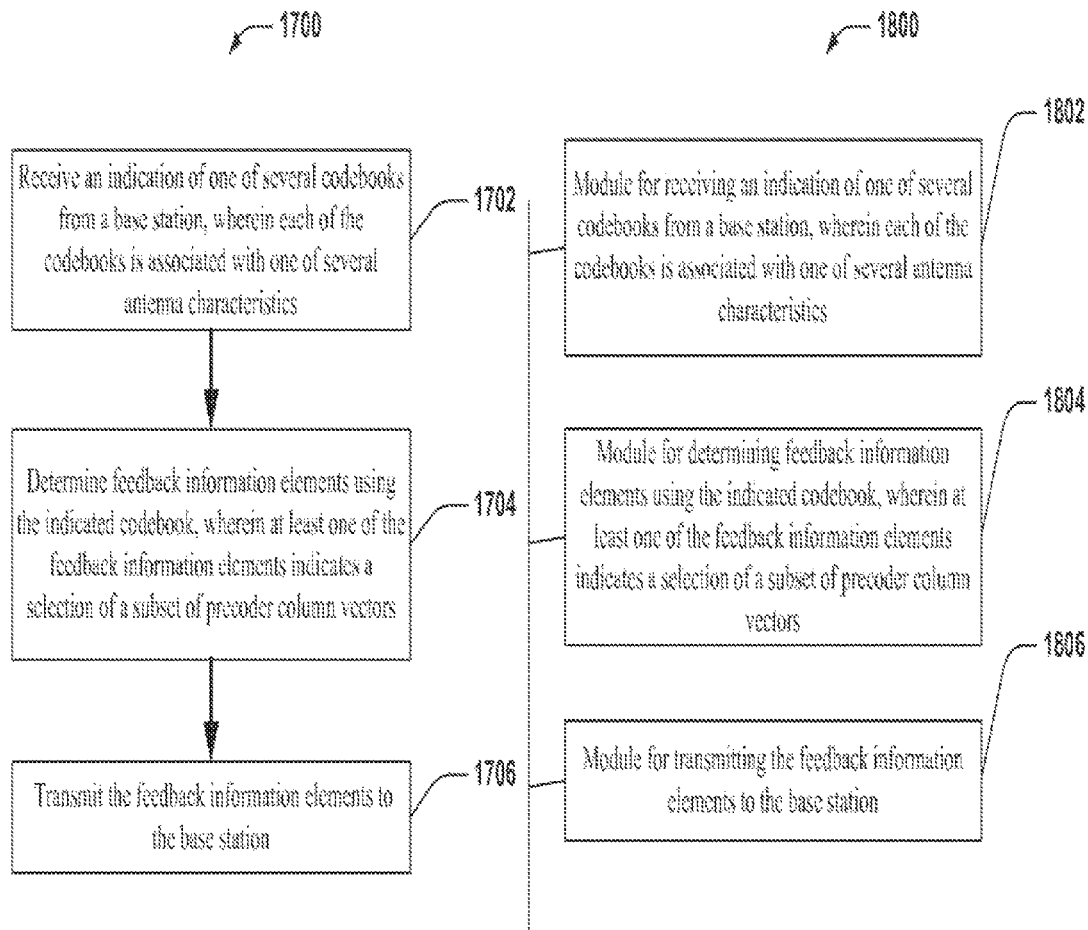 1700
Receive an indication of one of several codebooks
from a base station, wherein each of the
codebooks is associated with one of several
antenna characteristics
1702
Determine feedback information elements using
the indicated codebook, wherein at least one of the
feedback information elements indicates a
selection of a subset of precoder column vectors
1704
Transmit the feedback information elements to
the base station
1706
1800
1802
Module for receiving an indication of one of several
codebooks from a base station, wherein each of the
codebooks is associated with one of several antenna
characteristics
1804
Module for determining feedback information
elements using the indicated codebook, wherein at
least one of the feedback information elements
indicates a selection of a subset of precoder column
vectors
1806
Module for transmitting the feedback information
elements to the base station